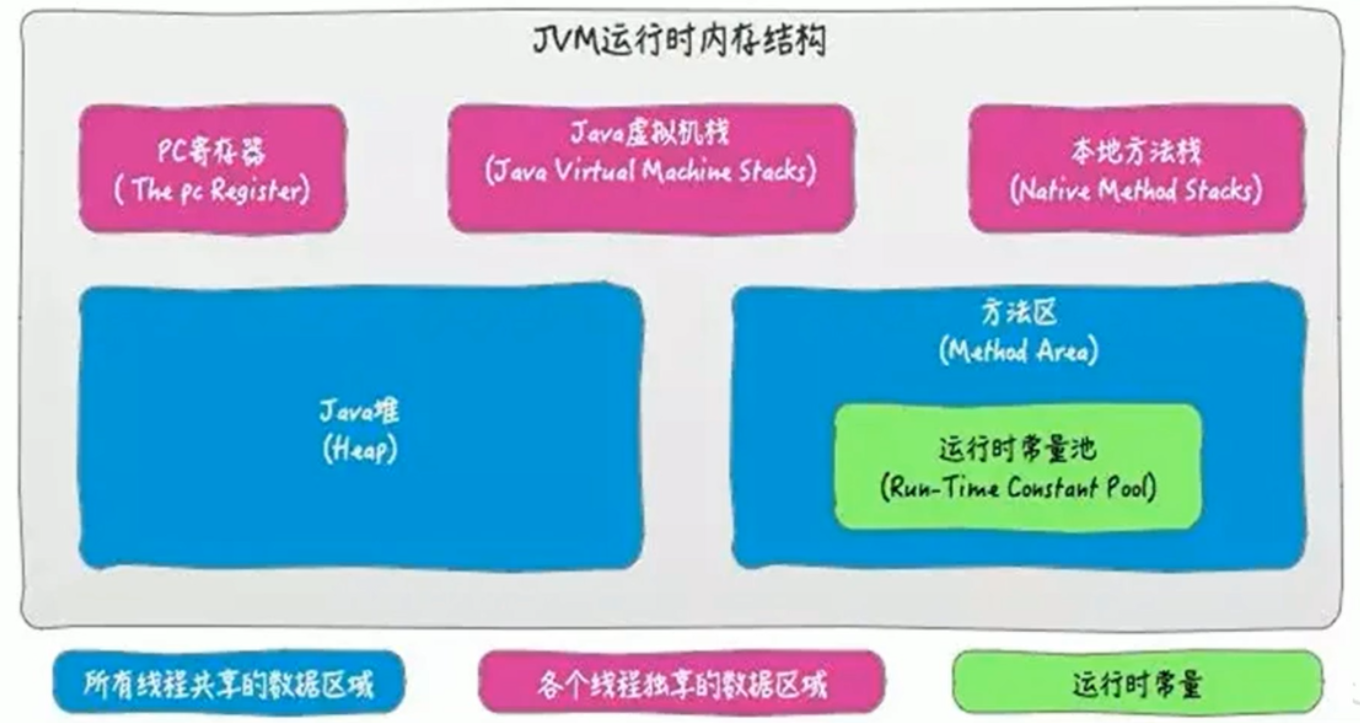 JVM运行时内存结构
PC寄存器
( The pc Register)
Java虚拟机栈
(Java Virtual Machine Stacks)
本地方法栈
(Native Method Stacks)
Java堆
(Heap)
方法区
(Method Area)
运行时常量池
(Run-Time Constant Pool)
所有线程共享的数据区域
各个线程独享的数据区域
运行时常量